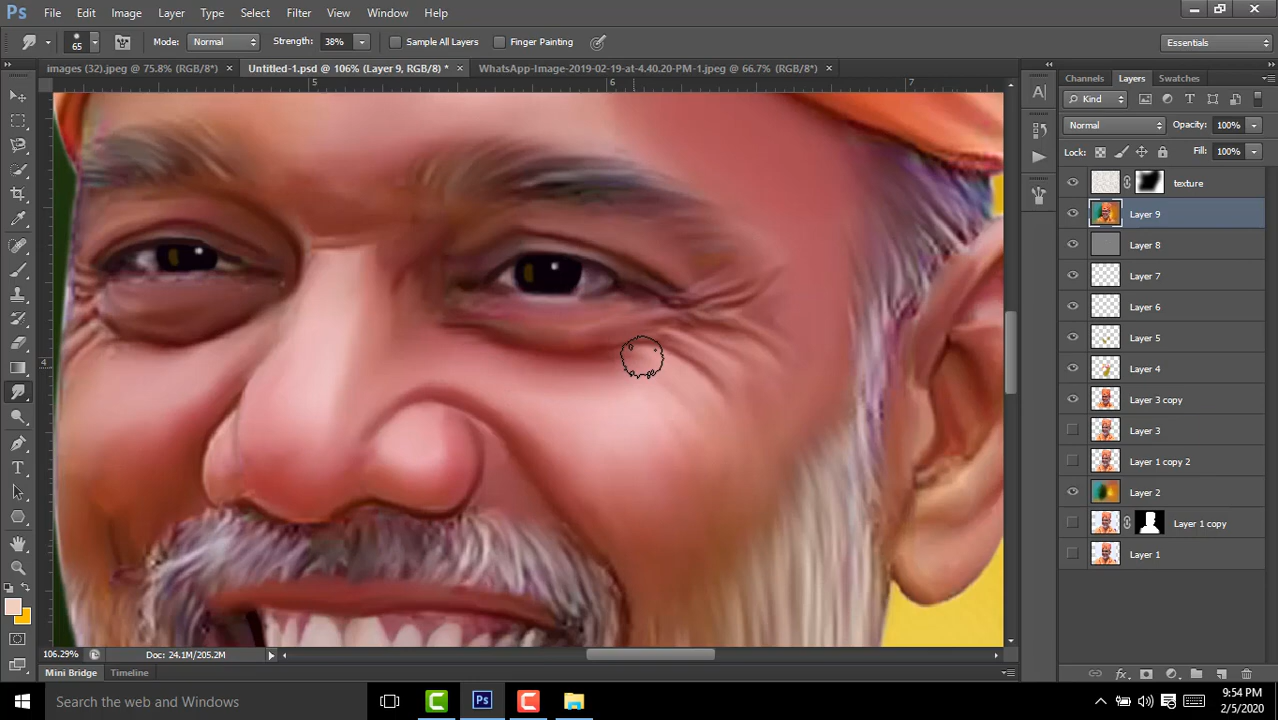 Ps File Edit Image Layer Type Select Filter 3D View Window Help
65 Mode: Normal Strength: 38% Sample All Layers Finger Painting Essentials
images (32).jpeg @ 75.8% (RGB/8*) × Untitled-1.psd @ 106% (Layer 9, RGB/8) * × WhatsApp-Image-2019-02-19-at-4.40.20-PM-1.jpeg @ 66.7% (RGB/8*) ×
5 6 7
4
Channels Layers Swatches
Kind
Normal Opacity: 100%
Lock: Fill: 100%
texture
Layer 9
Layer 8
Layer 7
Layer 6
Layer 5
Layer 4
Layer 3 copy
Layer 3
Layer 1 copy 2
Layer 2
Layer 1 copy
Layer 1
106.29% Doc: 24.1M/205.2M
Mini Bridge Timeline
Search the web and Windows
9:54 PM
2/5/2020